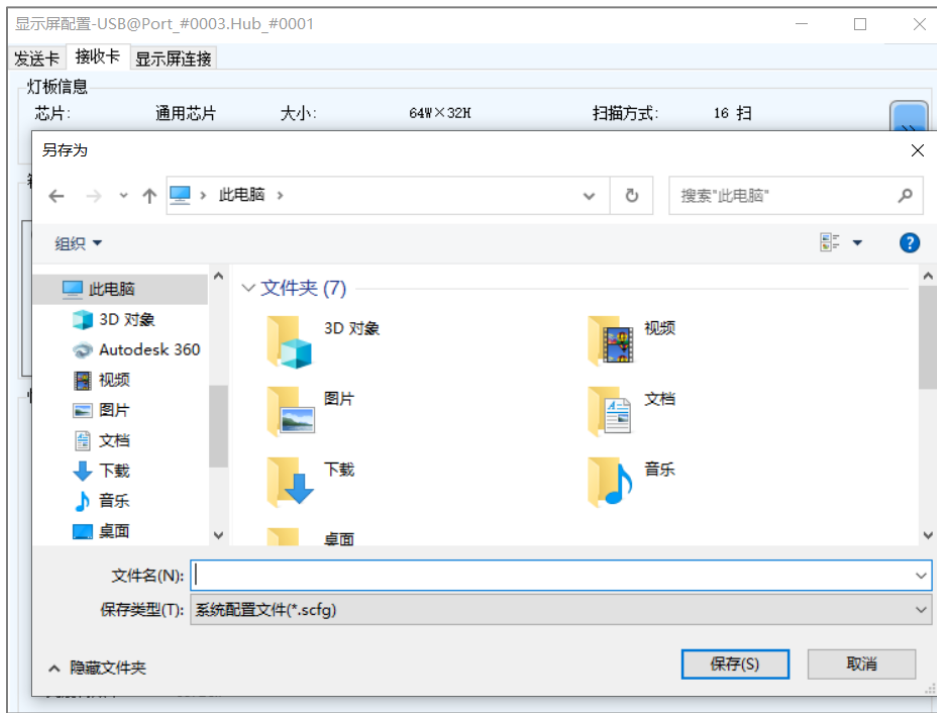 显示屏配置-USB@Port_#0003.Hub_#0001
发送卡 接收卡 显示屏连接
灯板信息
芯片: 通用芯片 大小: 64W×32H 扫描方式: 16 扫
另存为
此电脑
搜索"此电脑"
组织
此电脑
3D 对象
Autodesk 360
视频
图片
文档
下载
音乐
桌面
文件夹 (7)
3D 对象
视频
图片
文档
下载
音乐
桌面
文件名(N):
保存类型(T): 系统配置文件(*.scfg)
隐藏文件夹
保存(S) 取消